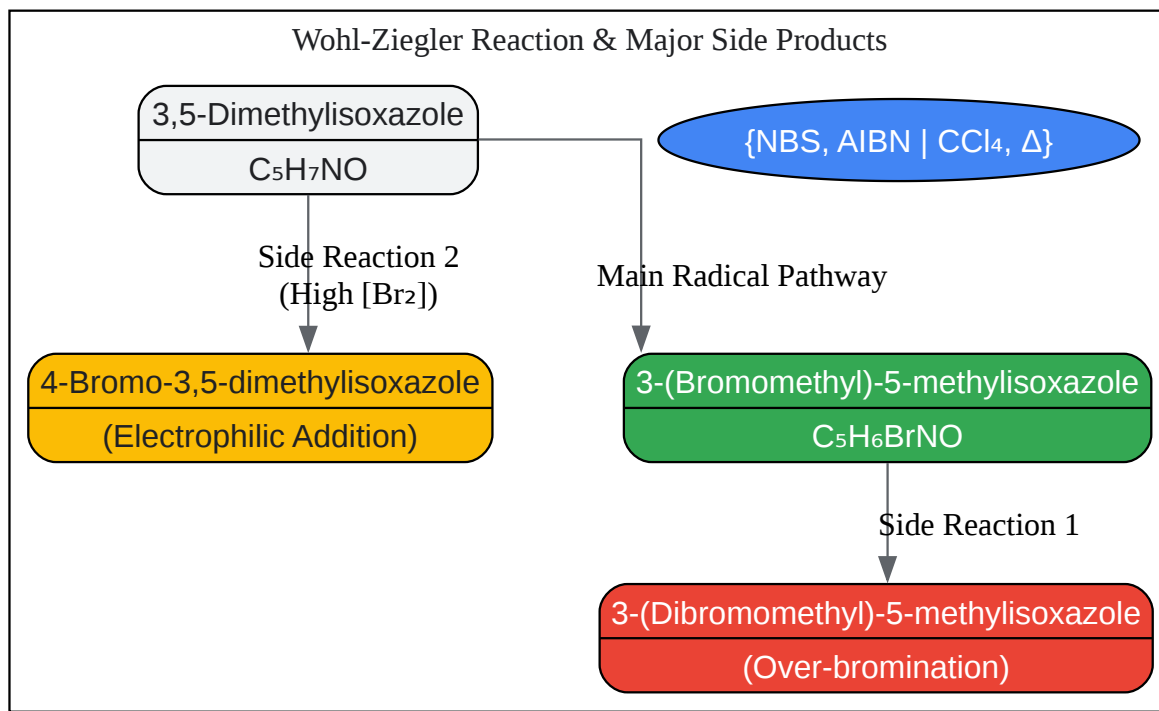 Wohl-Ziegler Reaction & Major Side Products
3,5-Dimethylisoxazole
C₅H₇NO
{NBS, AIBN | CCl₄, Δ}
Side Reaction 2
(High [Br₂])
Main Radical Pathway
4-Bromo-3,5-dimethylisoxazole
(Electrophilic Addition)
3-(Bromomethyl)-5-methylisoxazole
C₅H₆BrNO
Side Reaction 1
3-(Dibromomethyl)-5-methylisoxazole
(Over-bromination)